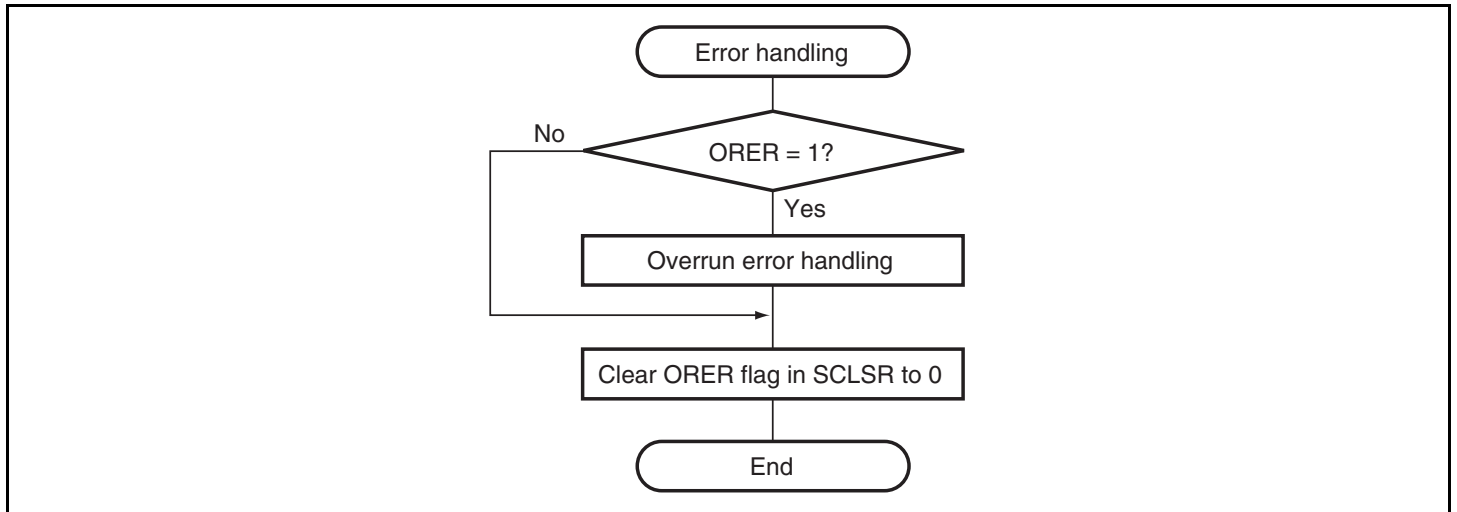 Error handling
No
ORER = 1?
Yes
Overrun error handling
Clear ORER flag in SCLSR to 0
End